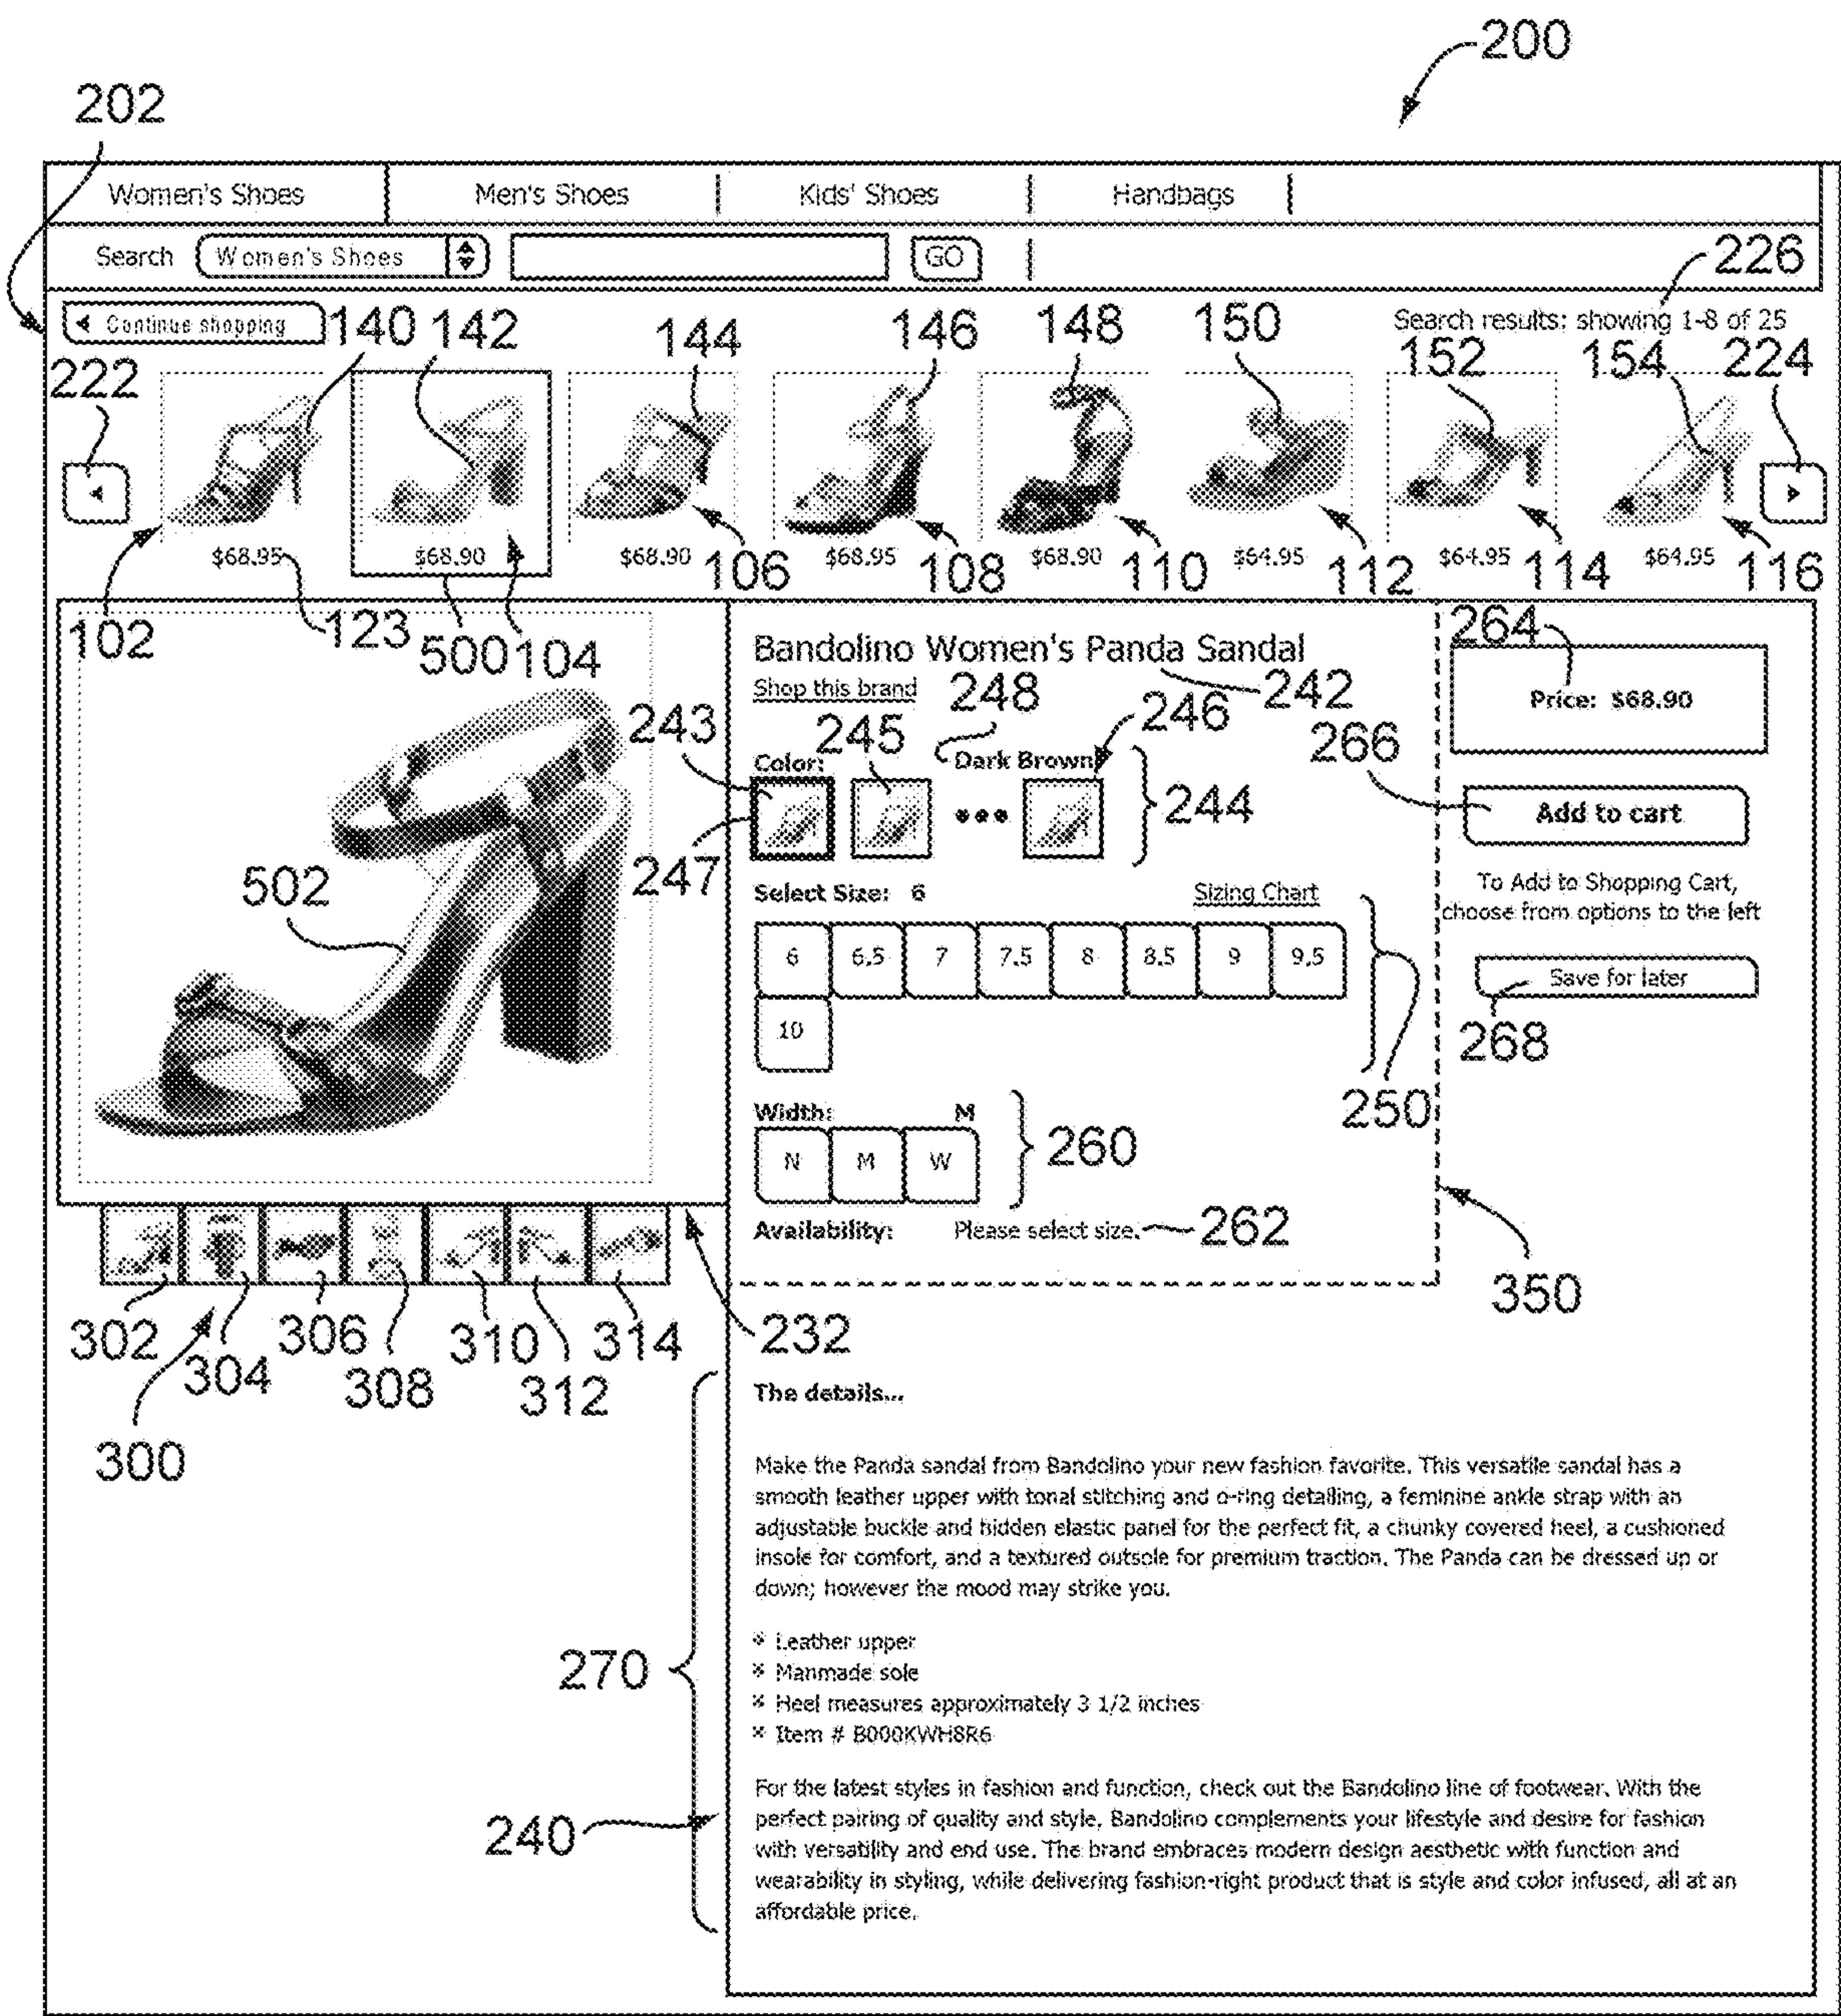 200
202
Women's Shoes Men's Shoes Kids' Shoes Handbags
Search Women's Shoes GO
226
Continue shopping 140 142 144 146 148 150 Search results: showing 1-8 of 25
222 152 154 224
$68.95 $68.90 $68.90 106 $68.95 108 $68.90 110 $64.95 112 $64.95 114 $64.95 116
102 123 500 104
264
Bandolino Women's Panda Sandal
Shop this brand 248 242
Price: $68.90
243 245 246 266
Color: Dark Brown
244
Add to cart
247
502
Select Size: 6 Sizing Chart
To Add to Shopping Cart,
choose from options to the left
6 6.5 7 7.5 8 8.5 9 9.5
Save for later
10
268
250
Width: M
260
N M W
Availability: Please select size. 262
350
302 304 306 308 310 312 314 232
300
The details...
Make the Panda sandal from Bandolino your new fashion favorite. This versatile sandal has a
smooth leather upper with tonal stitching and o-ring detailing, a feminine ankle strap with an
adjustable buckle and hidden elastic panel for the perfect fit, a chunky covered heel, a cushioned
insole for comfort, and a textured outsole for premium traction. The Panda can be dressed up or
down; however the mood may strike you.
Leather upper
270
Manmade sole
Heel measures approximately 3 1/2 inches
Item # B000KWH8R6
For the latest styles in fashion and function, check out the Bandolino line of footwear. With the
240
perfect pairing of quality and style, Bandolino complements your lifestyle and desire for fashion
with versatility and end use. The brand embraces modern design aesthetic with function and
wearability in styling, while delivering fashion-right product that is style and color infused, all at an
affordable price.